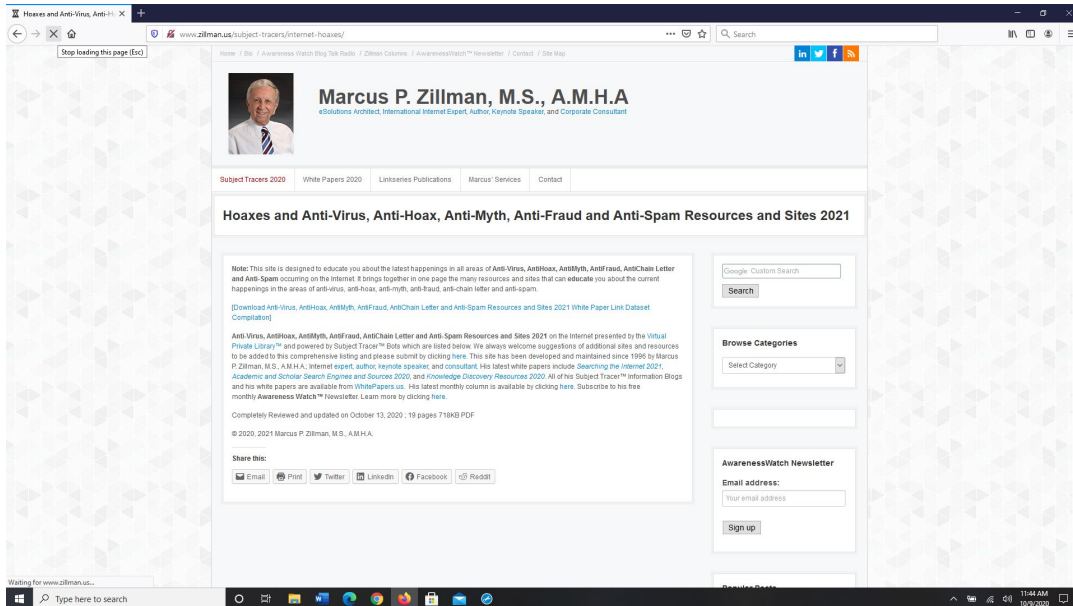 Hoaxes and Anti-Virus, Anti-H
www.zillman.us/subject-tracers/internet-hoaxes/
Search
Stop loading this page (Esc)
Home / Bio / Awareness Watch Blog Talk Radio / Zillman Columns / AwarenessWatch™ Newsletter / Contact / Site Map
Marcus P. Zillman, M.S., A.M.H.A
eSolutions Architect, International Internet Expert, Author, Keynote Speaker, and Corporate Consultant
Subject Tracers 2020
White Papers 2020
Linkseries Publications
Marcus' Services
Contact
Hoaxes and Anti-Virus, Anti-Hoax, Anti-Myth, Anti-Fraud and Anti-Spam Resources and Sites 2021
Note: This site is designed to educate you about the latest happenings in all areas of Anti-Virus, AntiHoax, AntiMyth, AntiFraud, AntiChain Letter
and Anti-Spam occurring on the Internet. It brings together in one page the many resources and sites that can educate you about the current
happenings in the areas of anti-virus, anti-hoax, anti-myth, anti-fraud, anti-chain letter and anti-spam.
[Download Anti-Virus, AntiHoax, AntiMyth, AntiFraud, AntiChain Letter and Anti-Spam Resources and Sites 2021 White Paper Link Dataset
Compilation]
Anti-Virus, AntiHoax, AntiMyth, AntiFraud, AntiChain Letter and Anti-Spam Resources and Sites 2021 on the Internet presented by the Virtual
Private Library™ and powered by Subject Tracer™ Bots which are listed below. We always welcome suggestions of additional sites and resources
to be added to this comprehensive listing and please submit by clicking here. This site has been developed and maintained since 1996 by Marcus
P. Zillman, M.S., A.M.H.A.; Internet expert, author, keynote speaker, and consultant. His latest white papers include Searching the Internet 2021,
Academic and Scholar Search Engines and Sources 2020, and Knowledge Discovery Resources 2020. All of his Subject Tracer™ Information Blogs
and his white papers are available from WhitePapers.us. His latest monthly column is available by clicking here. Subscribe to his free
monthly Awareness Watch™ Newsletter. Learn more by clicking here.
Completely Reviewed and updated on October 13, 2020 ; 19 pages 718KB PDF
© 2020, 2021 Marcus P. Zillman, M.S., A.M.H.A.
Share this:
Email
Print
Twitter
LinkedIn
Facebook
Reddit
Google Custom Search
Search
Browse Categories
Select Category
AwarenessWatch Newsletter
Email address:
Your email address
Sign up
Popular Posts
Waiting for www.zillman.us...
Type here to search
11:44 AM
10/9/2020